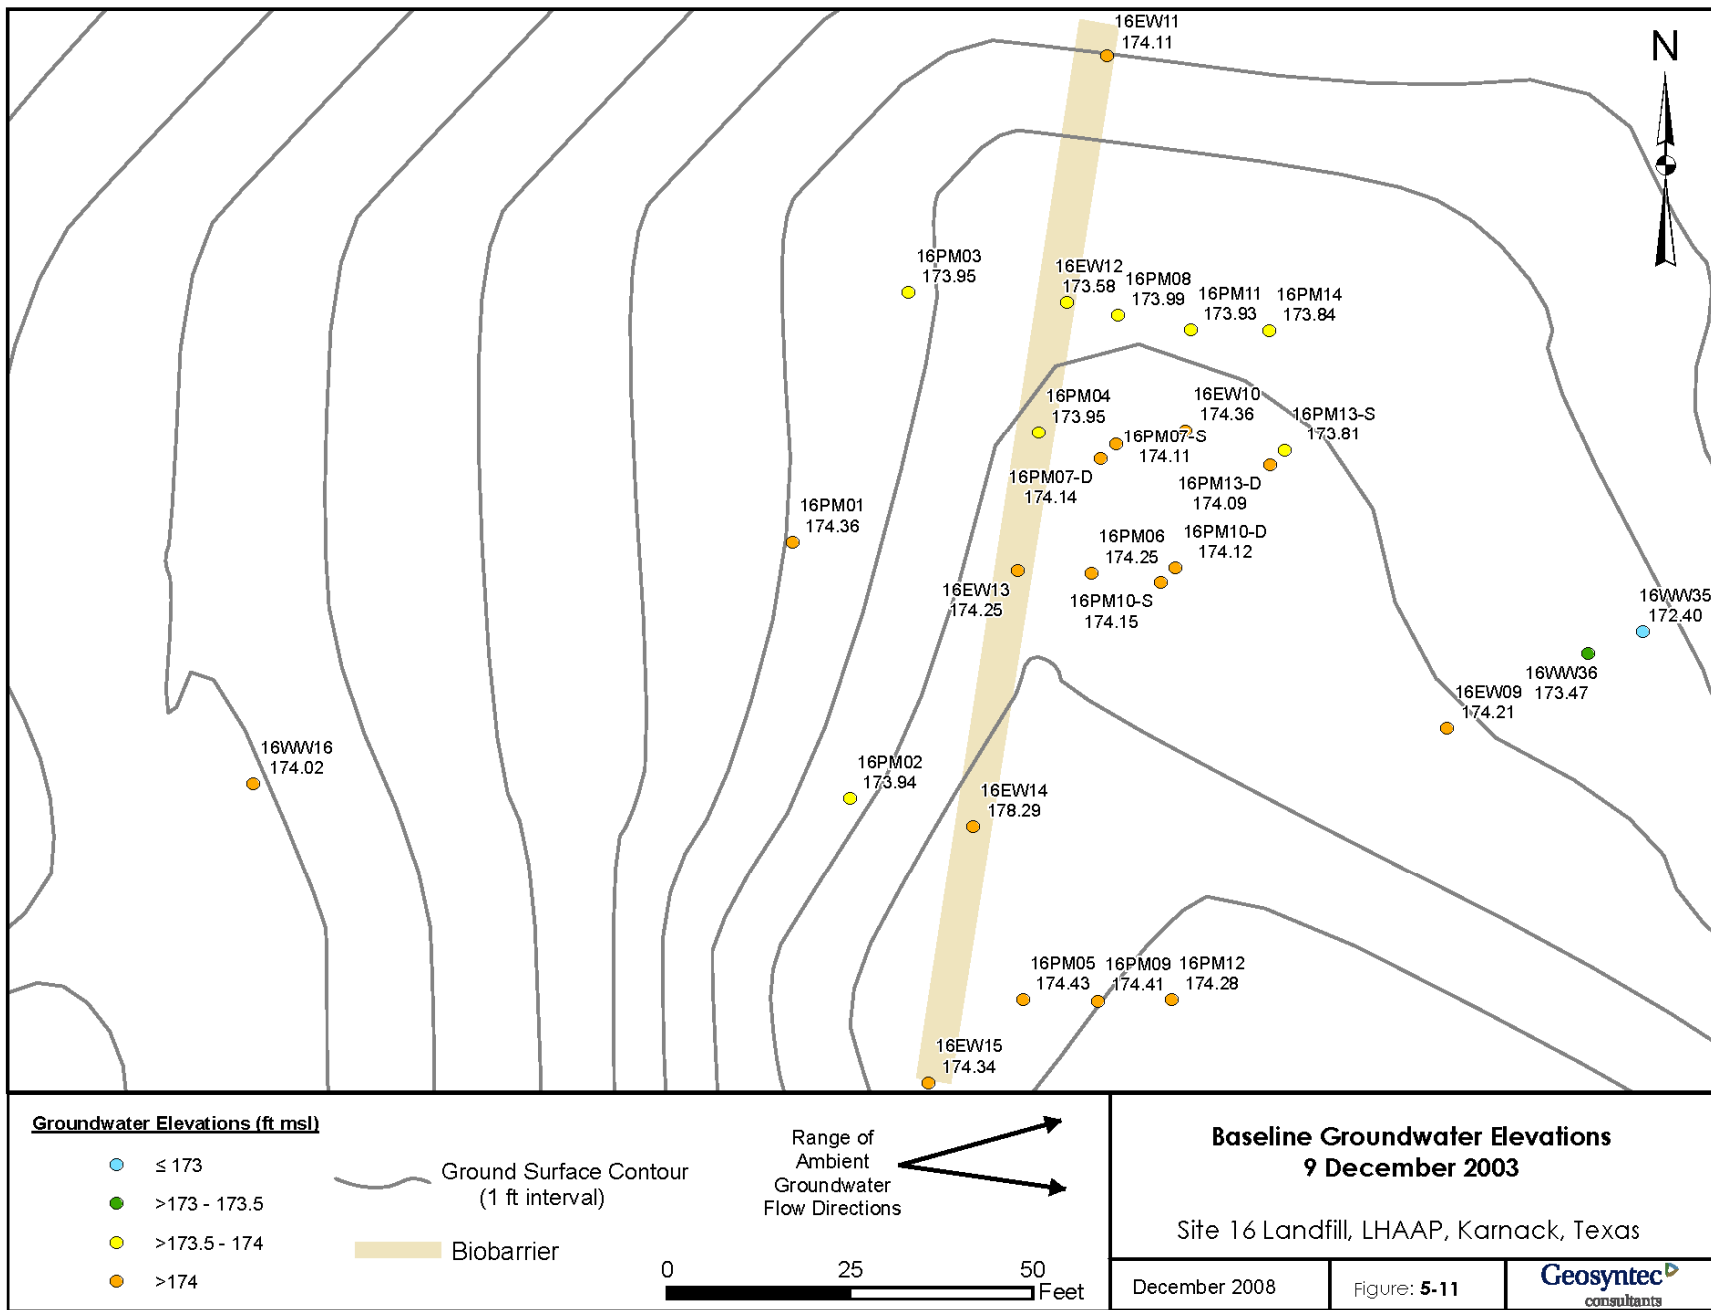 16EW11
174.11
N
16PM03
173.95
16EW12
173.58
16PM08
173.99
16PM11
173.93
16PM14
173.84
16PM04
173.95
16EW10
174.36
16PM13-S
173.81
16PM07-S
174.11
16PM07-D
174.14
16PM13-D
174.09
16PM01
174.36
16PM06
174.25
16PM10-D
174.12
16EW13
174.25
16PM10-S
174.15
16WW35
172.40
16WW36
173.47
16EW09
174.21
16WW16
174.02
16PM02
173.94
16EW14
178.29
16PM05
174.43
16PM09
174.41
16PM12
174.28
16EW15
174.34
Groundwater Elevations (ft msl)
≤ 173
>173 - 173.5
>173.5 - 174
>174
Ground Surface Contour
(1 ft interval)
Biobarrier
Range of
Ambient
Groundwater
Flow Directions
0 25 50
Feet
Baseline Groundwater Elevations
9 December 2003
Site 16 Landfill, LHAAP, Karnack, Texas
December 2008
Figure: 5-11
Geosyntec
consultants